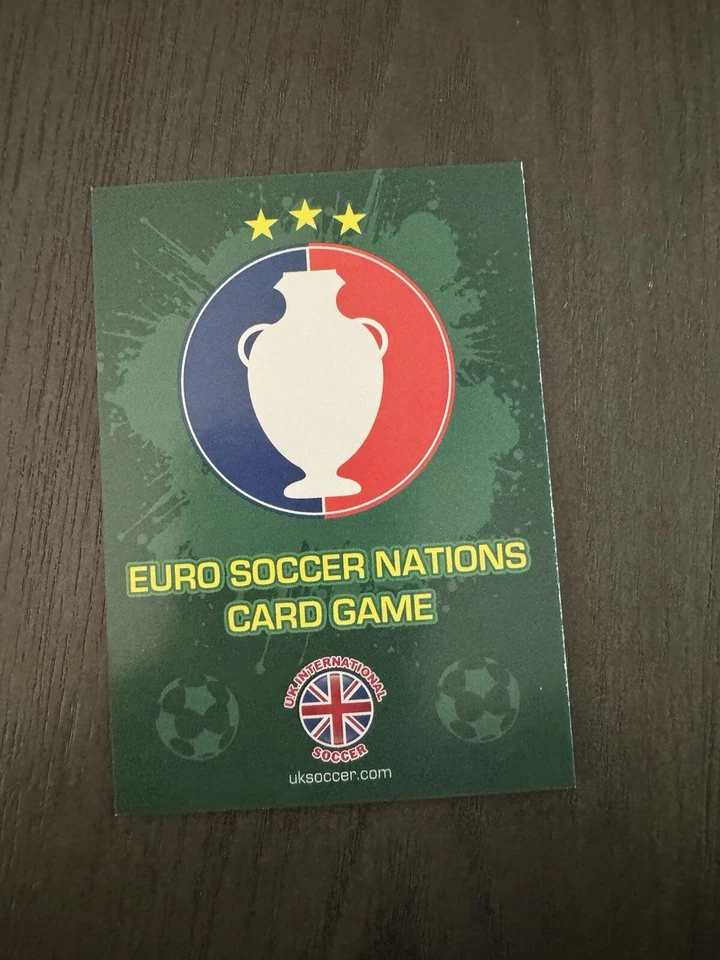 EURO SOCCER NATIONS
CARD GAME
UK INTERNATIONAL
SOCCER
uksoccer.com